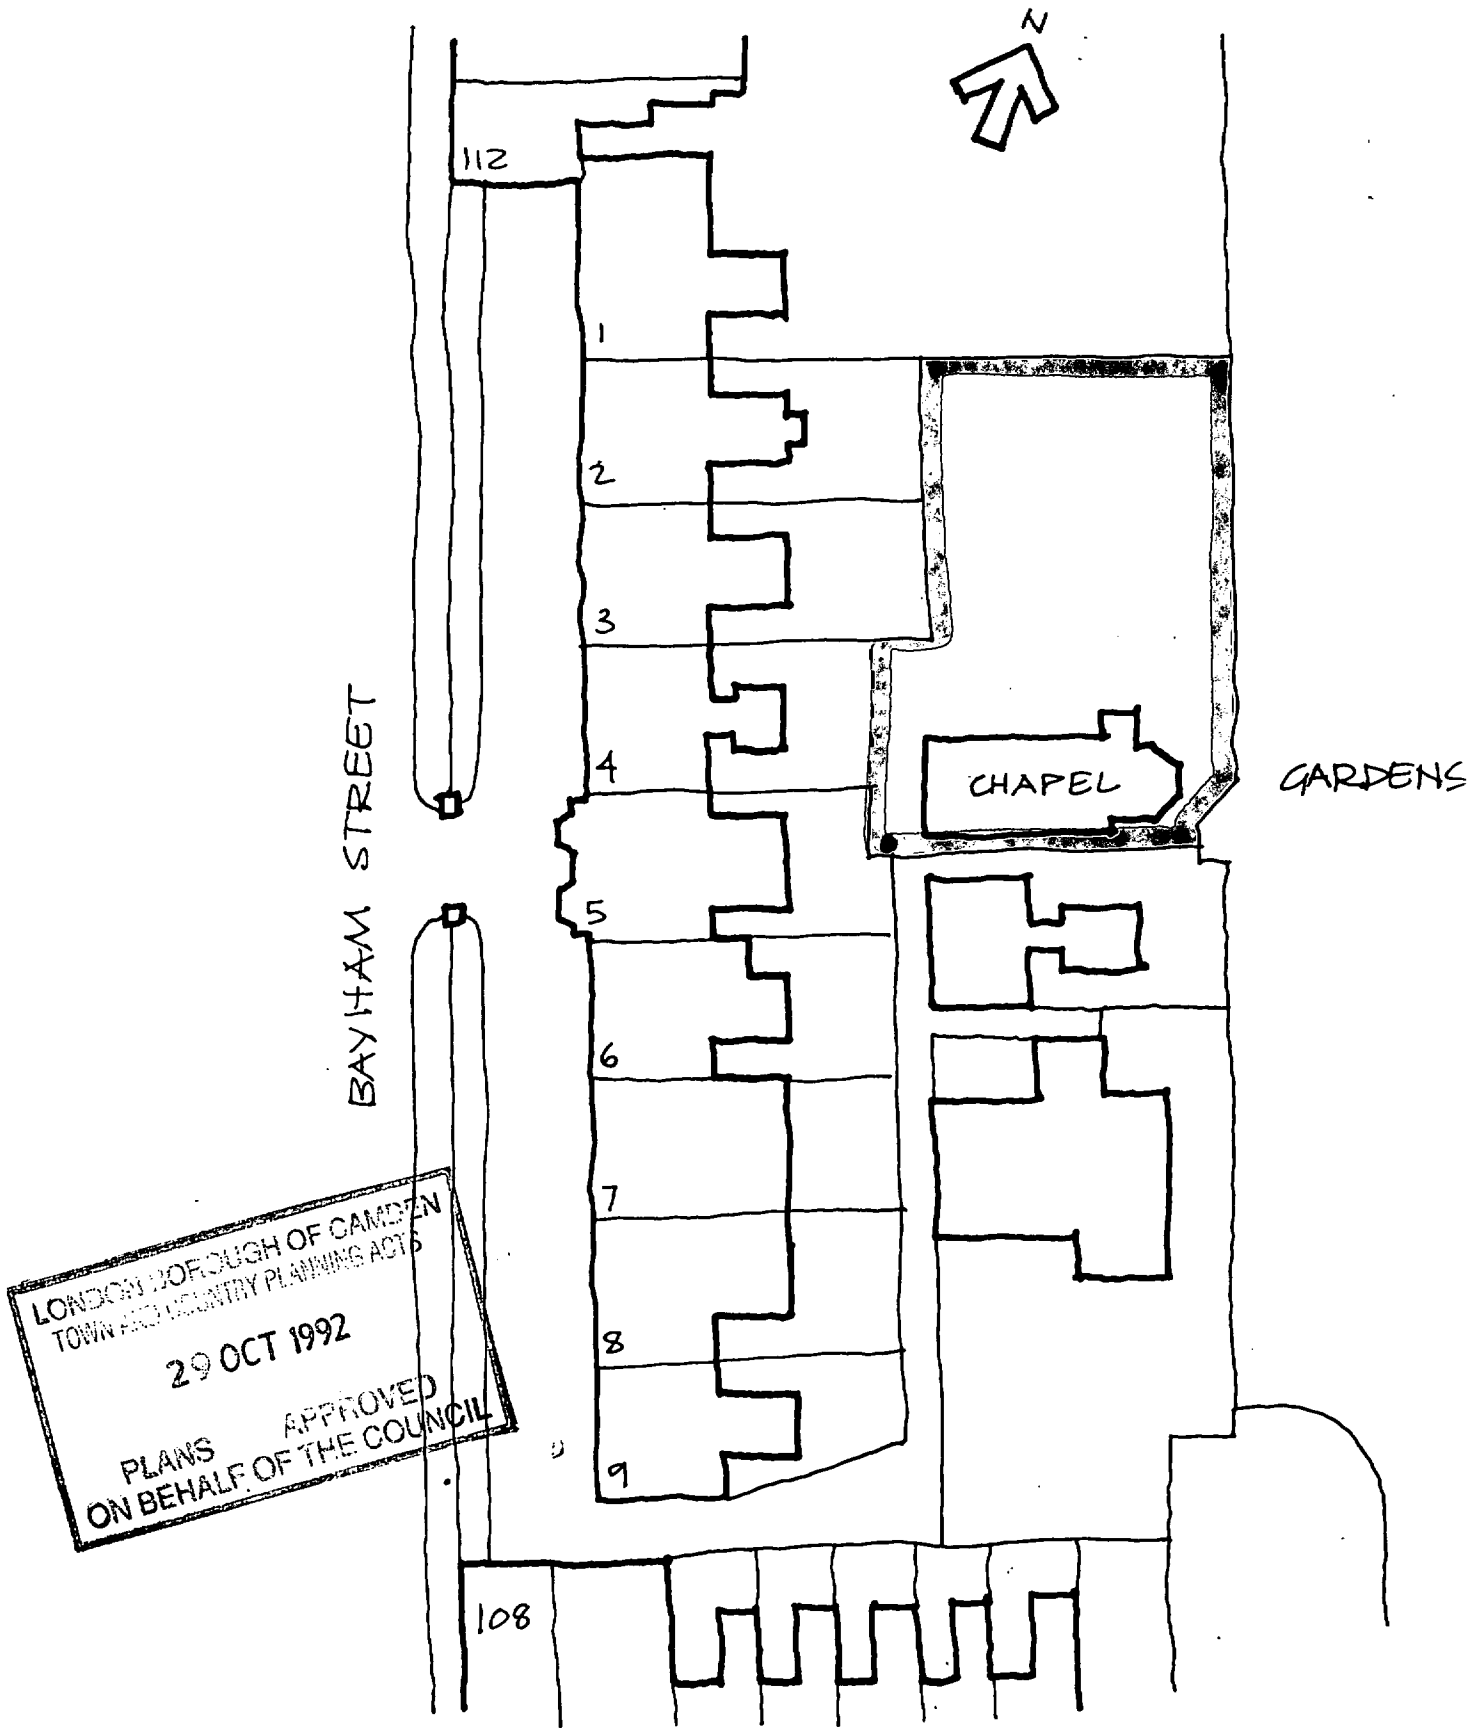 N
112
1
2
3
4
5
6
7
8
9
CHAPEL
GARDENS
BAYHAM STREET
LONDON BOROUGH OF CAMDEN
TOWN AND COUNTRY PLANNING ACTS
29 OCT 1992
PLANS APPROVED
ON BEHALF OF THE COUNCIL
108